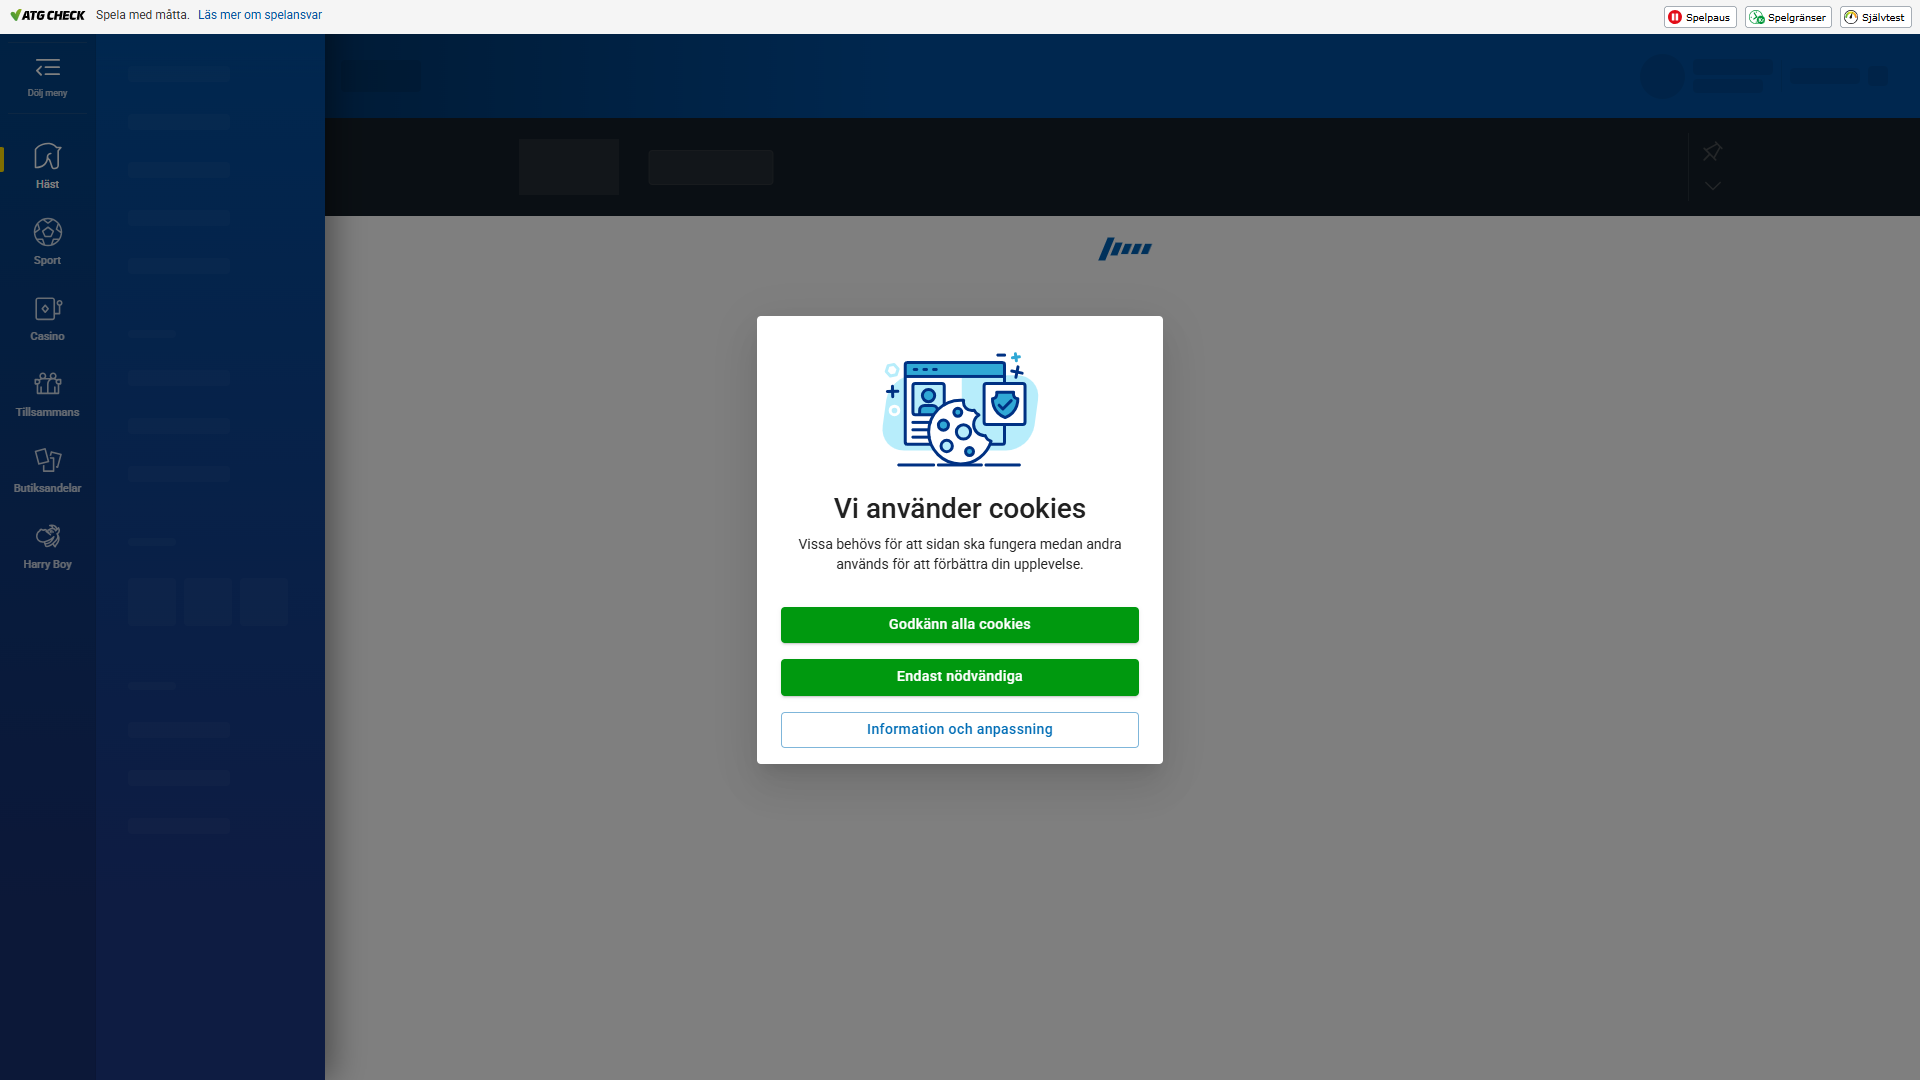 ATG CHECK Spela med måtta. Läs mer om spelansvar
Spelpaus Spelgränser Självtest
Dölj meny
Häst
Sport
Casino
Tillsammans
Butiksandelar
Harry Boy
Vi använder cookies
Vissa behövs för att sidan ska fungera medan andra
används för att förbättra din upplevelse.
Godkänn alla cookies
Endast nödvändiga
Information och anpassning